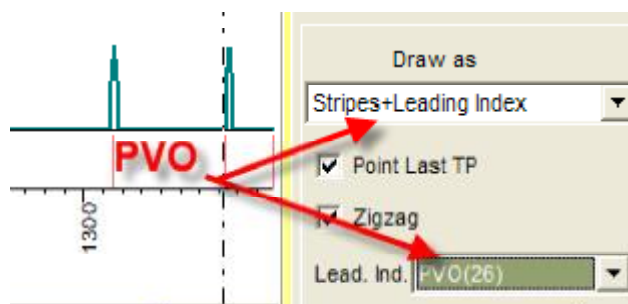 Draw as
Stripes+Leading Index
PVO
Point Last TP
Zigzag
1300
Lead. Ind. PVO(26)